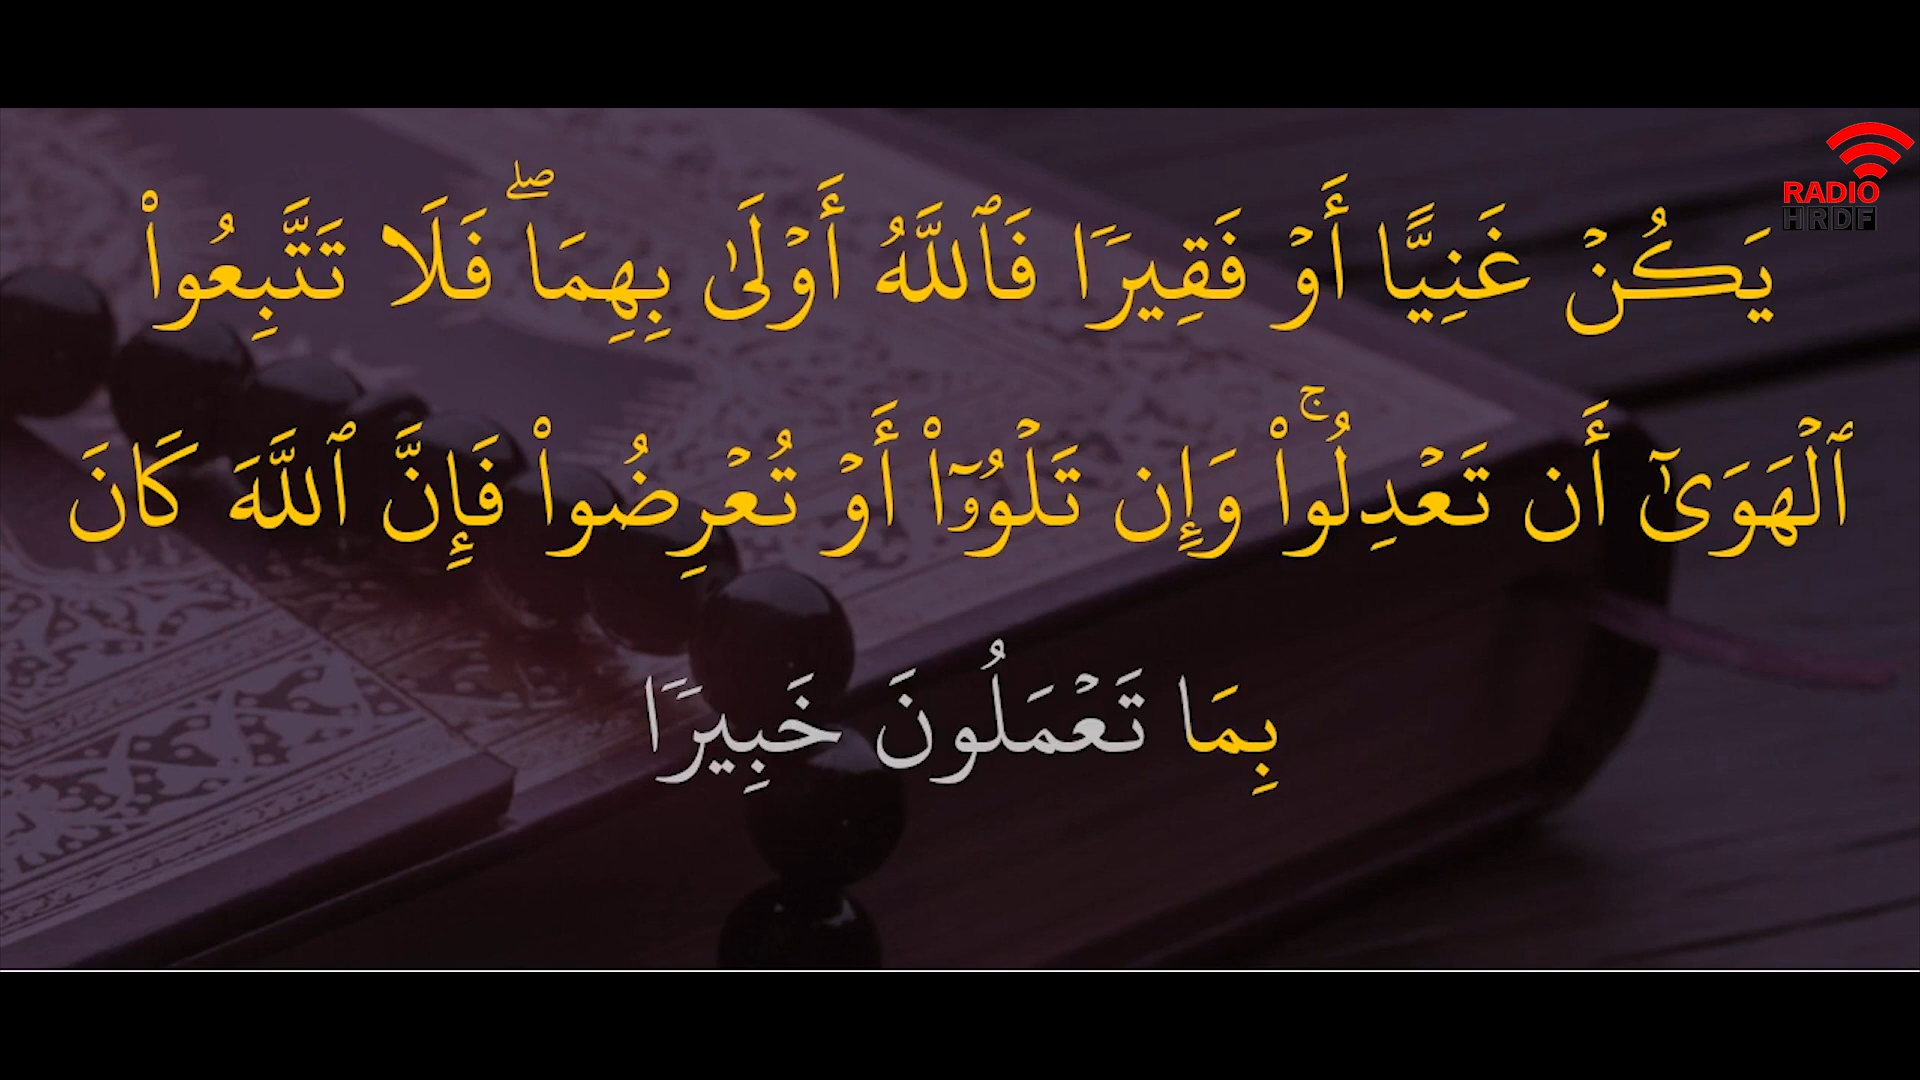 RADIO
HRDF
يَكُنۡ غَنِيًّا أَوۡ فَقِيرٗا فَٱللَّهُ أَوۡلَىٰ بِهِمَاۖ فَلَا تَتَّبِعُواْ
ٱلۡهَوَىٰٓ أَن تَعۡدِلُواْۚ وَإِن تَلۡوُۥٓاْ أَوۡ تُعۡرِضُواْ فَإِنَّ ٱللَّهَ كَانَ
بِمَا تَعۡمَلُونَ خَبِيرٗا